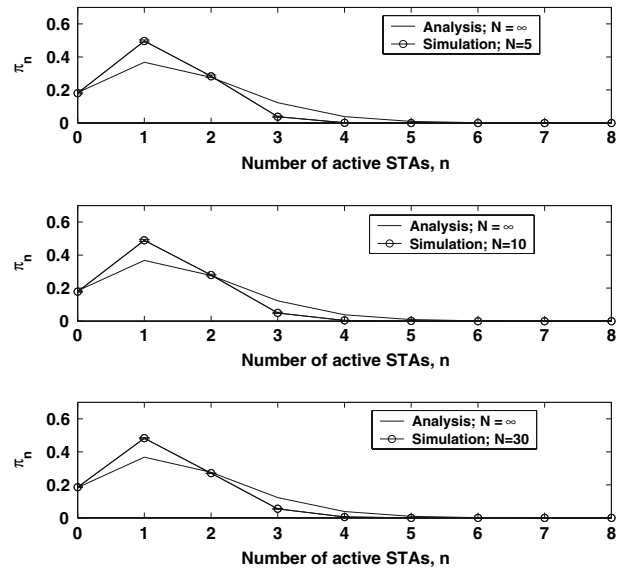 0.6
0.4
0.2
0
π_n
Analysis; N = ∞
Simulation; N=5
0 1 2 3 4 5 6 7 8
Number of active STAs, n
0.6
0.4
0.2
0
π_n
Analysis; N = ∞
Simulation; N=10
0 1 2 3 4 5 6 7 8
Number of active STAs, n
0.6
0.4
0.2
0
π_n
Analysis; N = ∞
Simulation; N=30
0 1 2 3 4 5 6 7 8
Number of active STAs, n